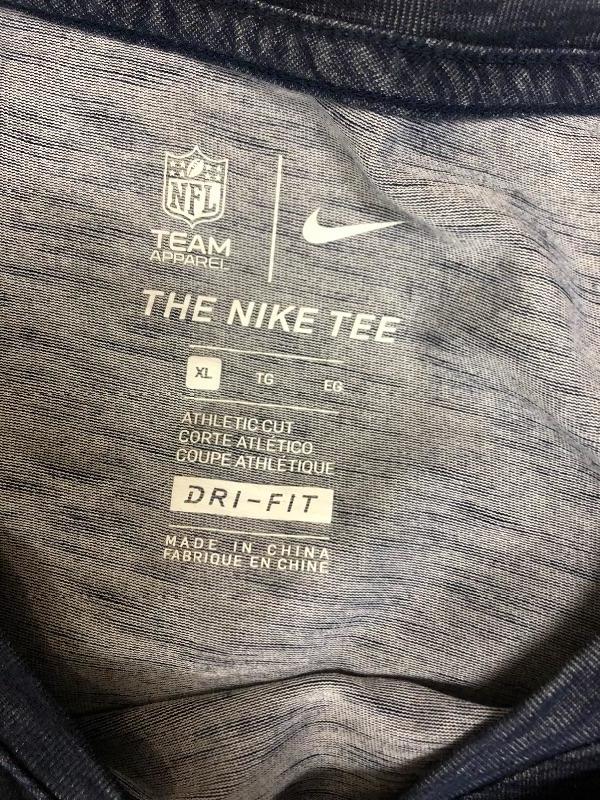 NFL
TEAM
APPAREL
THE NIKE TEE
XL TG EG
ATHLETIC CUT
CORTE ATLÉTICO
COUPE ATHLÉTIQUE
DRI-FIT
MADE IN CHINA
FABRIQUÉ EN CHINE